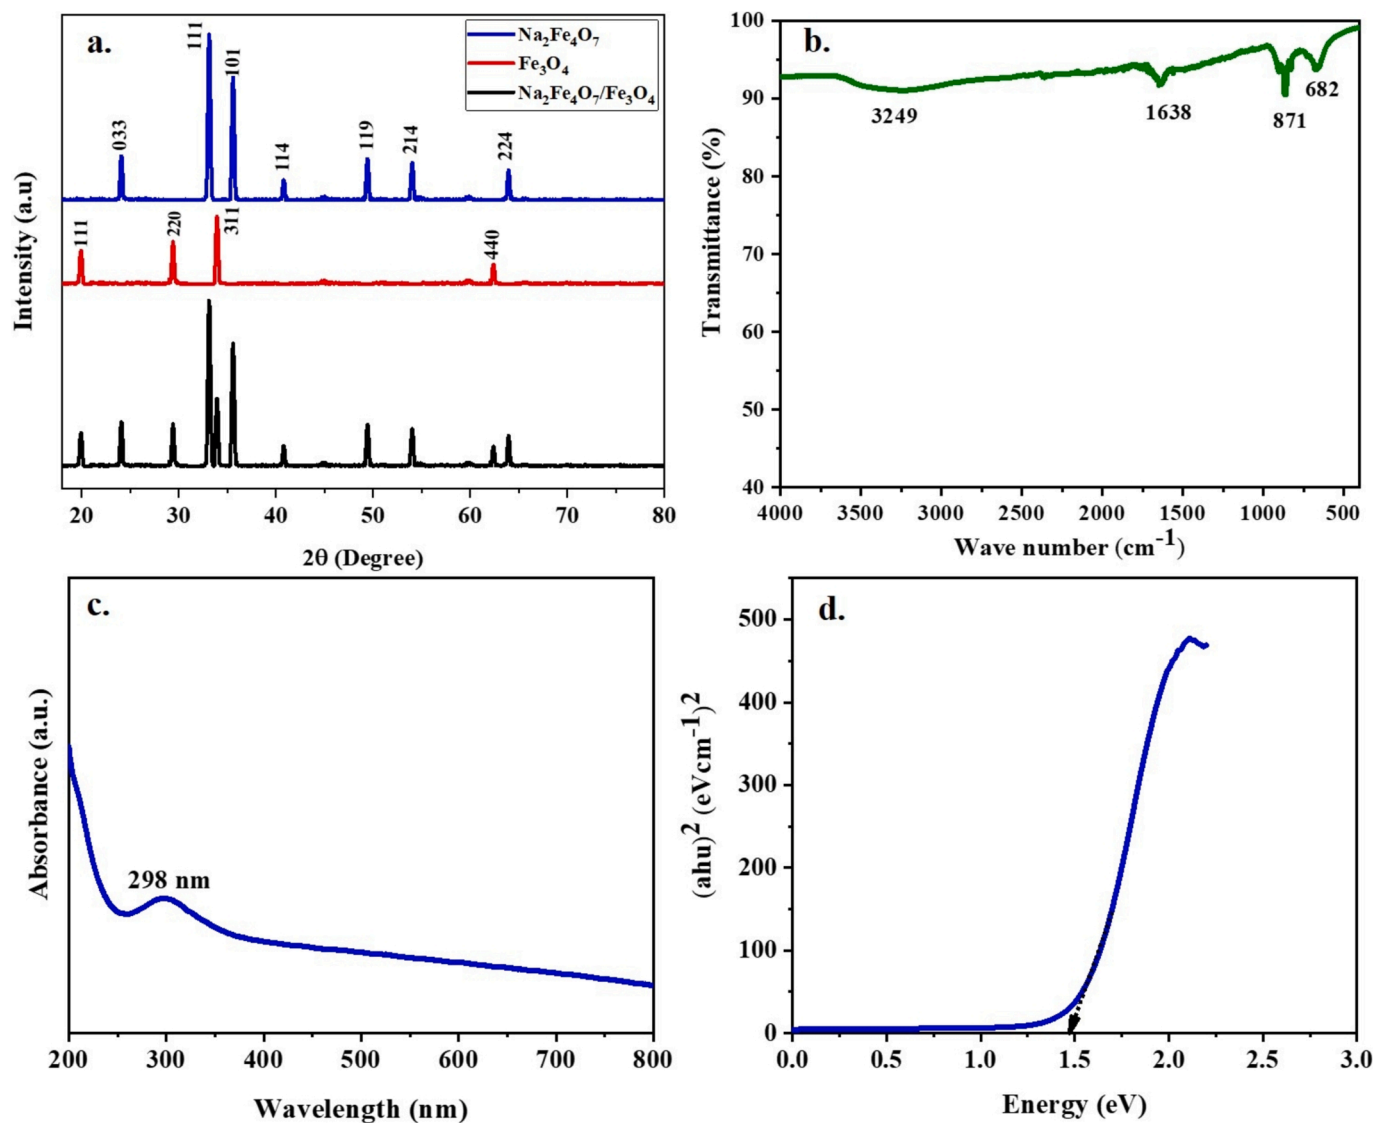 a.
Na₂Fe₄O₇
Fe₃O₄
Na₂Fe₄O₇/Fe₃O₄
033
111
101
114
119
214
224
111
220
311
440
Intensity (a.u)
20 30 40 50 60 70 80
2θ (Degree)
b.
100
90
80
70
60
50
40
Transmittance (%)
3249
1638
871
682
4000 3500 3000 2500 2000 1500 1000 500
Wave number (cm⁻¹)
c.
Absorbance (a.u.)
298 nm
200 300 400 500 600 700 800
Wavelength (nm)
d.
500
400
300
200
100
0
(ahu)² (eVcm⁻¹)²
0.0 0.5 1.0 1.5 2.0 2.5 3.0
Energy (eV)